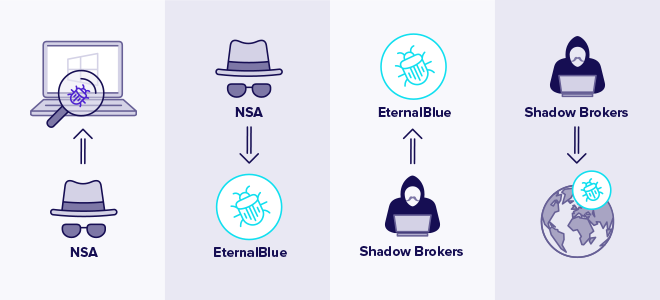 NSA
NSA
EternalBlue
EternalBlue
Shadow Brokers
Shadow Brokers